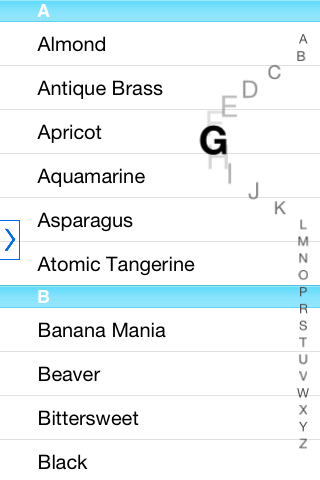 A
Almond
Antique Brass
Apricot
Aquamarine
Asparagus
Atomic Tangerine
B
Banana Mania
Beaver
Bittersweet
Black
A
B
C
D
E
F
G
H
I
J
K
L
M
N
O
P
R
S
T
U
V
W
X
Y
Z